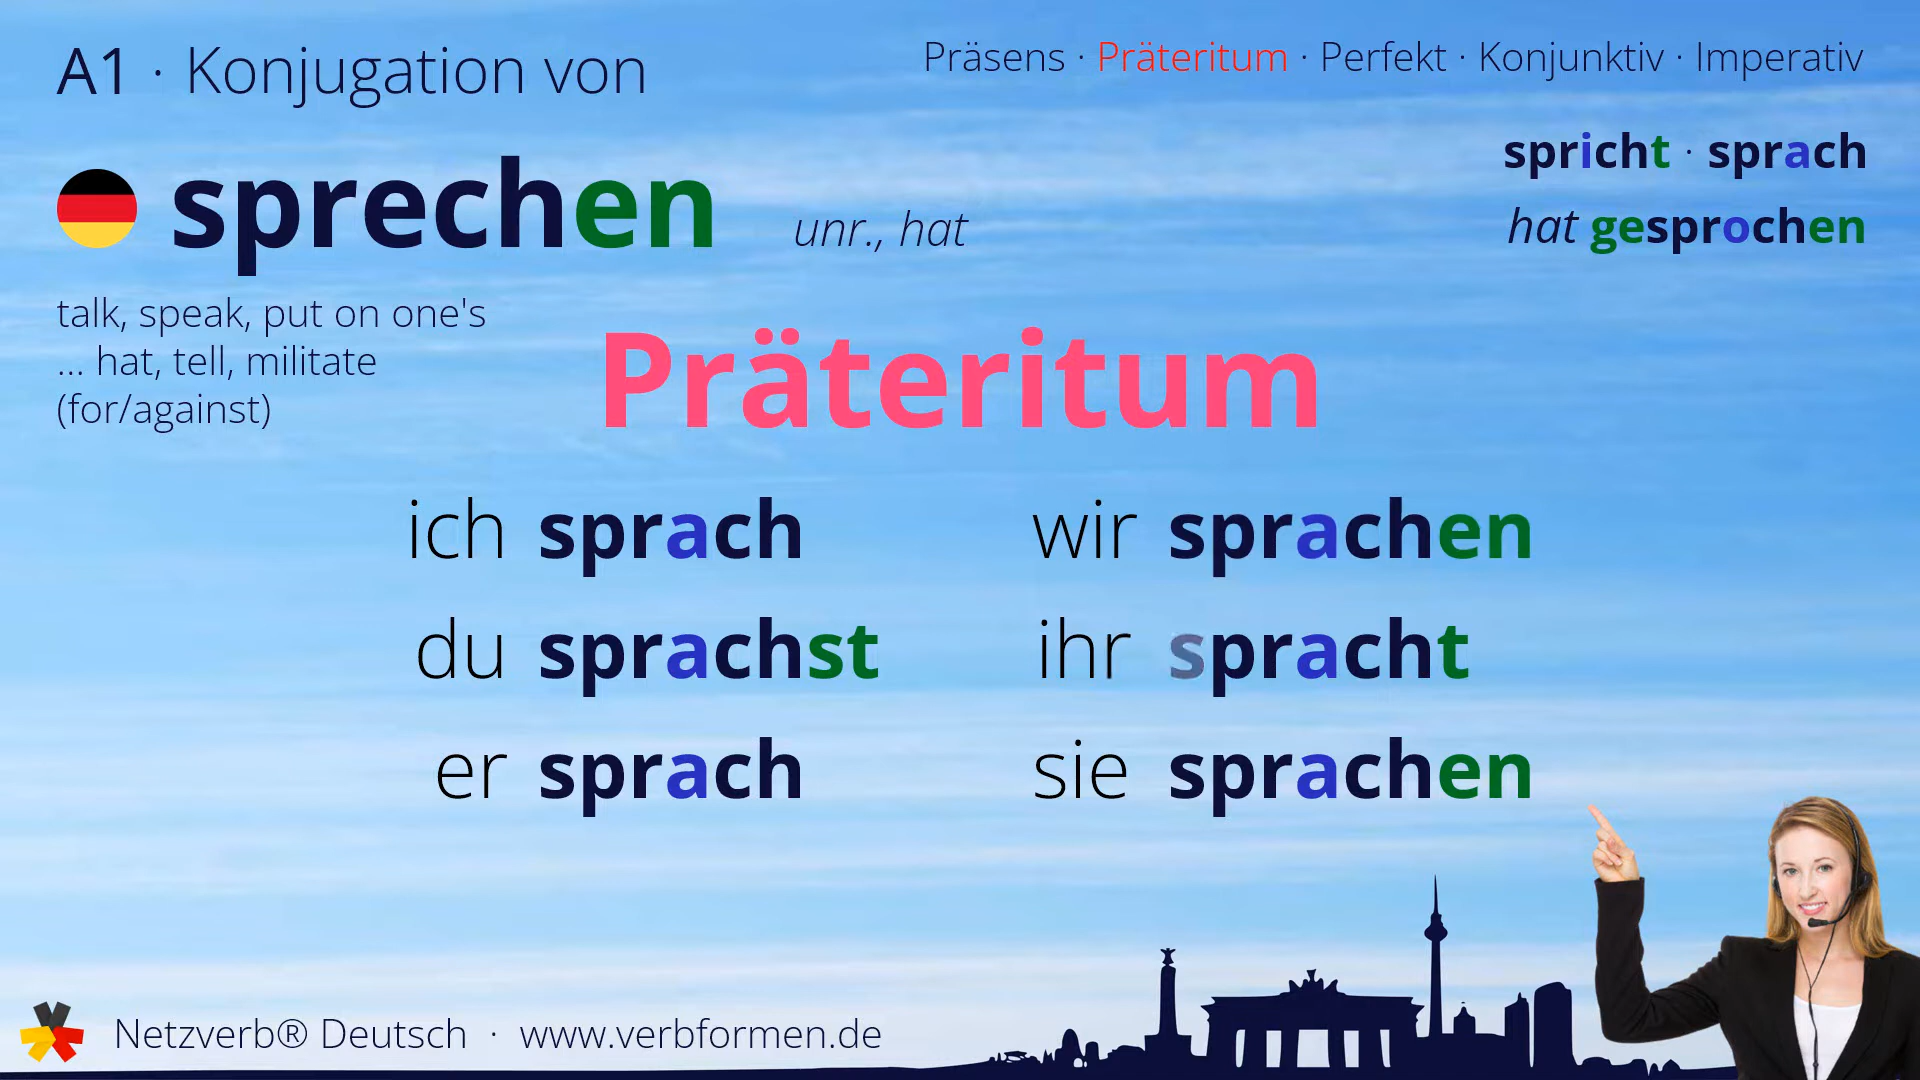 A1 · Konjugation von
Präsens · Präteritum · Perfekt · Konjunktiv · Imperativ
sprechen unr., hat
spricht · sprach
hat gesprochen
talk, speak, put on one's
... hat, tell, militate
(for/against)
Präteritum
ich sprach
du sprachst
er sprach
wir sprachen
ihr spracht
sie sprachen
Netzverb® Deutsch · www.verbformen.de